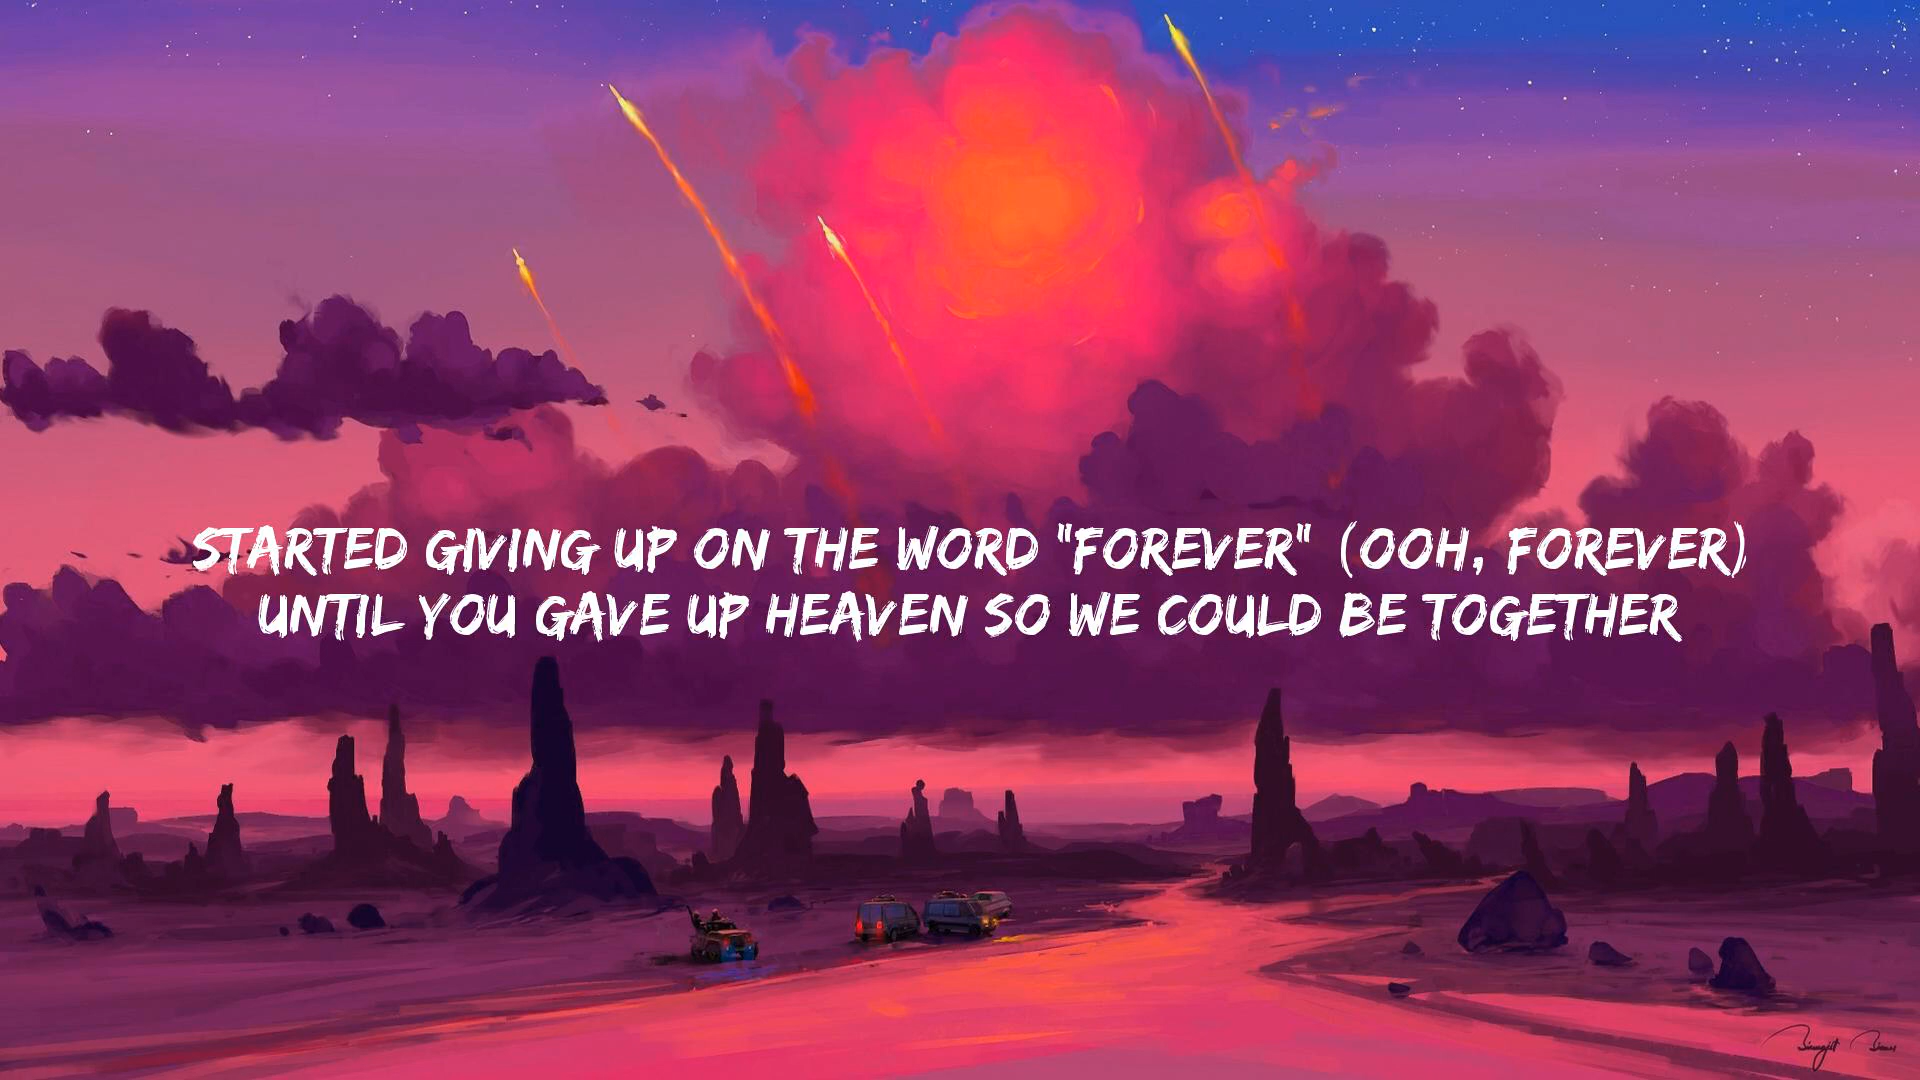 STARTED GIVING UP ON THE WORD "FOREVER" (OOH, FOREVER)
UNTIL YOU GAVE UP HEAVEN SO WE COULD BE TOGETHER